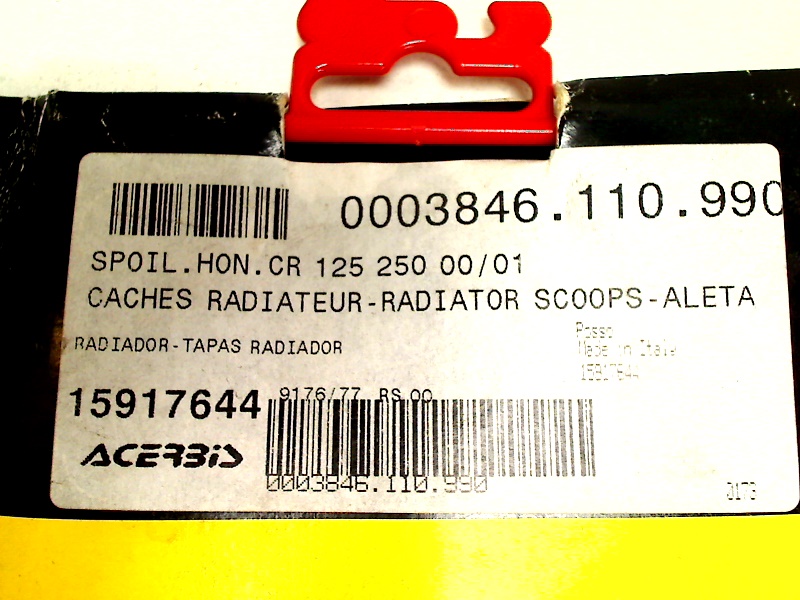 0003846.110.990
SPOIL.HON.CR 125 250 00/01
CACHES RADIATEUR-RADIATOR SCOOPS-ALETA
RADIADOR-TAPAS RADIADOR
Rosso
Made in Italy
15917644
15917644
9176/77 RS 00
ACERBIS
0003846.110.990
0173